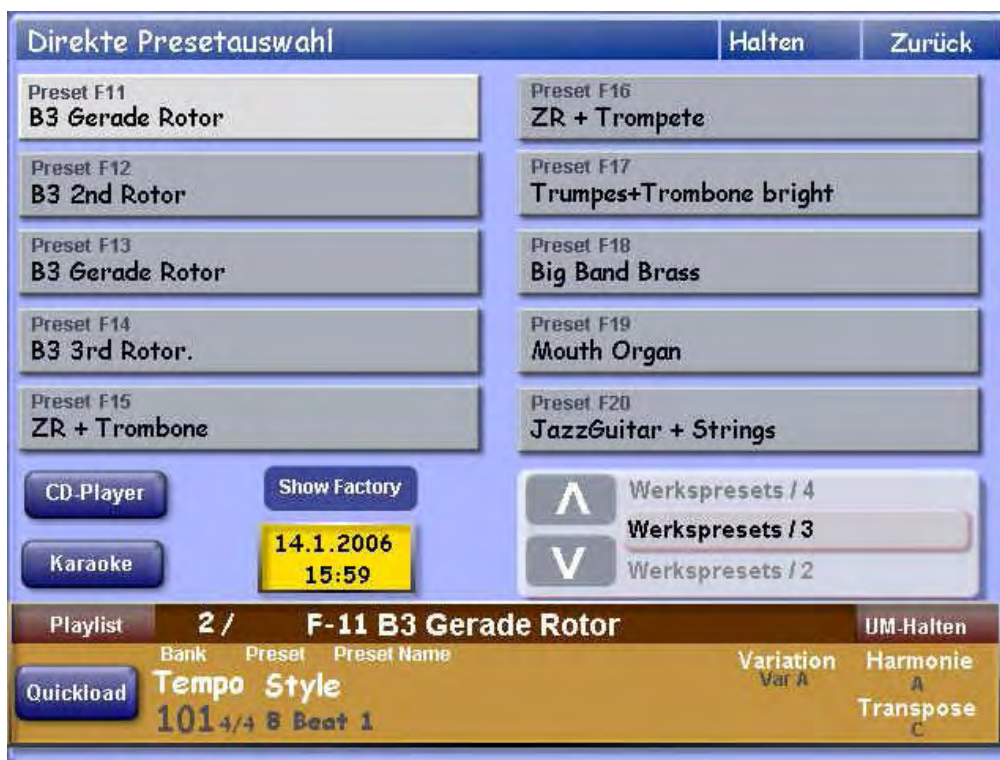 Direkte Presetauswahl
Halten
Zurück
Preset F11
B3 Gerade Rotor
Preset F12
B3 2nd Rotor
Preset F13
B3 Gerade Rotor
Preset F14
B3 3rd Rotor.
Preset F15
ZR + Trombone
Preset F16
ZR + Trompete
Preset F17
Trumpes+Trombone bright
Preset F18
Big Band Brass
Preset F19
Mouth Organ
Preset F20
JazzGuitar + Strings
CD-Player
Show Factory
Karaoke
14.1.2006
15:59
Werkspresets / 4
Werkspresets / 3
Werkspresets / 2
Playlist
2 / F-11 B3 Gerade Rotor
UM-Halten
Bank Preset Preset Name
Quickload
Tempo Style
101 4/4 8 Beat 1
Variation
Var A
Harmonie
A
Transpose
C